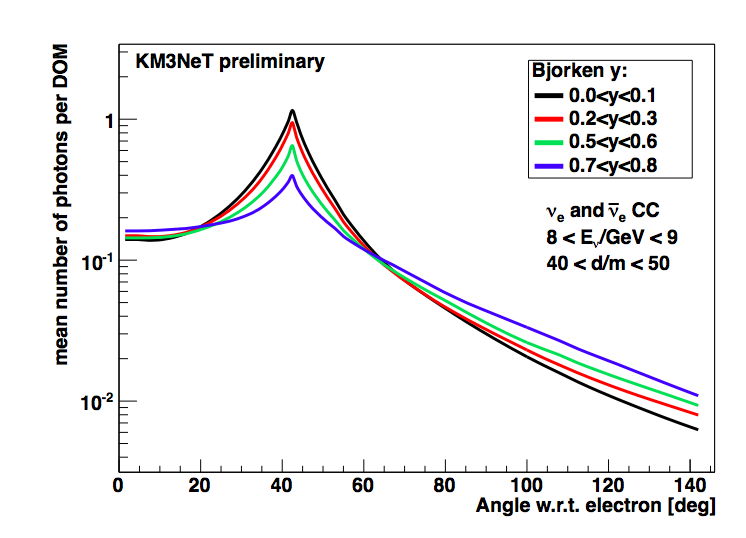 KM3NeT preliminary
Bjorken y:
0.0<y<0.1
0.2<y<0.3
0.5<y<0.6
0.7<y<0.8
νe and ν̅e CC
8 < Eν/GeV < 9
40 < d/m < 50
mean number of photons per DOM
1
10-1
10-2
0 20 40 60 80 100 120 140
Angle w.r.t. electron [deg]